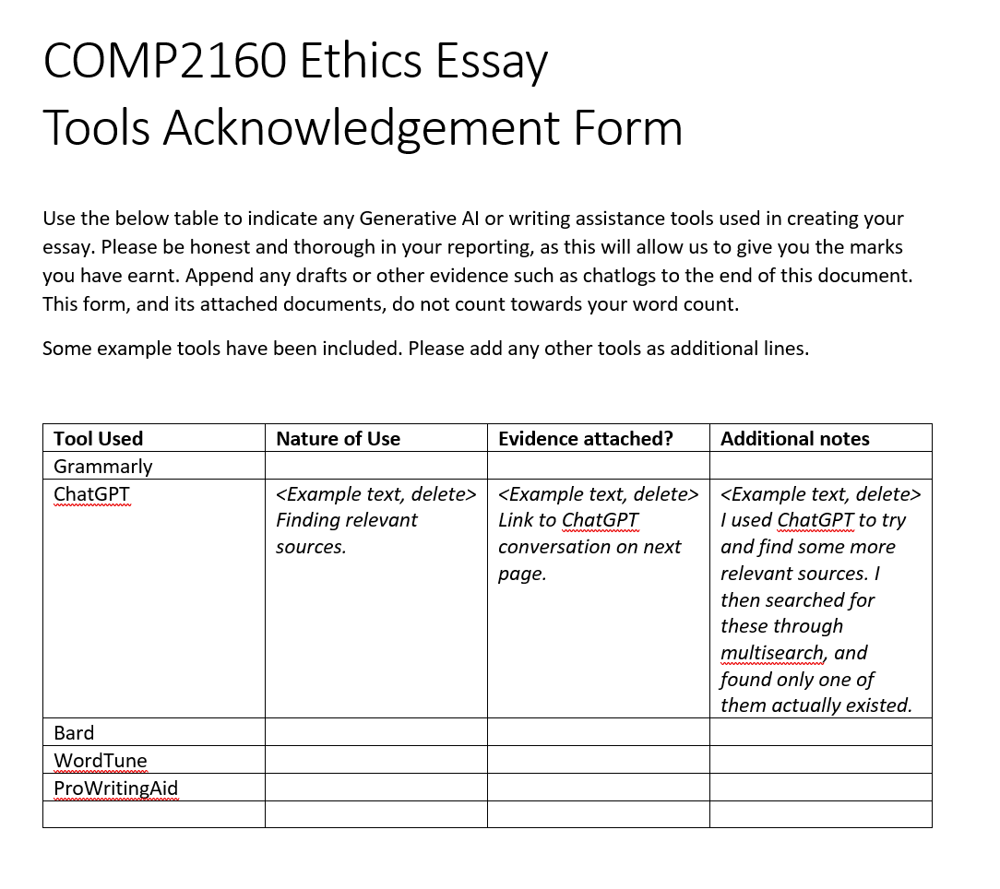 COMP2160 Ethics Essay
Tools Acknowledgement Form
Use the below table to indicate any Generative AI or writing assistance tools used in creating your
essay. Please be honest and thorough in your reporting, as this will allow us to give you the marks
you have earnt. Append any drafts or other evidence such as chatlogs to the end of this document.
This form, and its attached documents, do not count towards your word count.
Some example tools have been included. Please add any other tools as additional lines.
Tool Used
Nature of Use
Evidence attached?
Additional notes
Grammarly
ChatGPT
<Example text, delete>
Finding relevant
sources.
<Example text, delete>
Link to ChatGPT
conversation on next
page.
<Example text, delete>
I used ChatGPT to try
and find some more
relevant sources. I
then searched for
these through
multisearch, and
found only one of
them actually existed.
Bard
WordTune
ProWritingAid